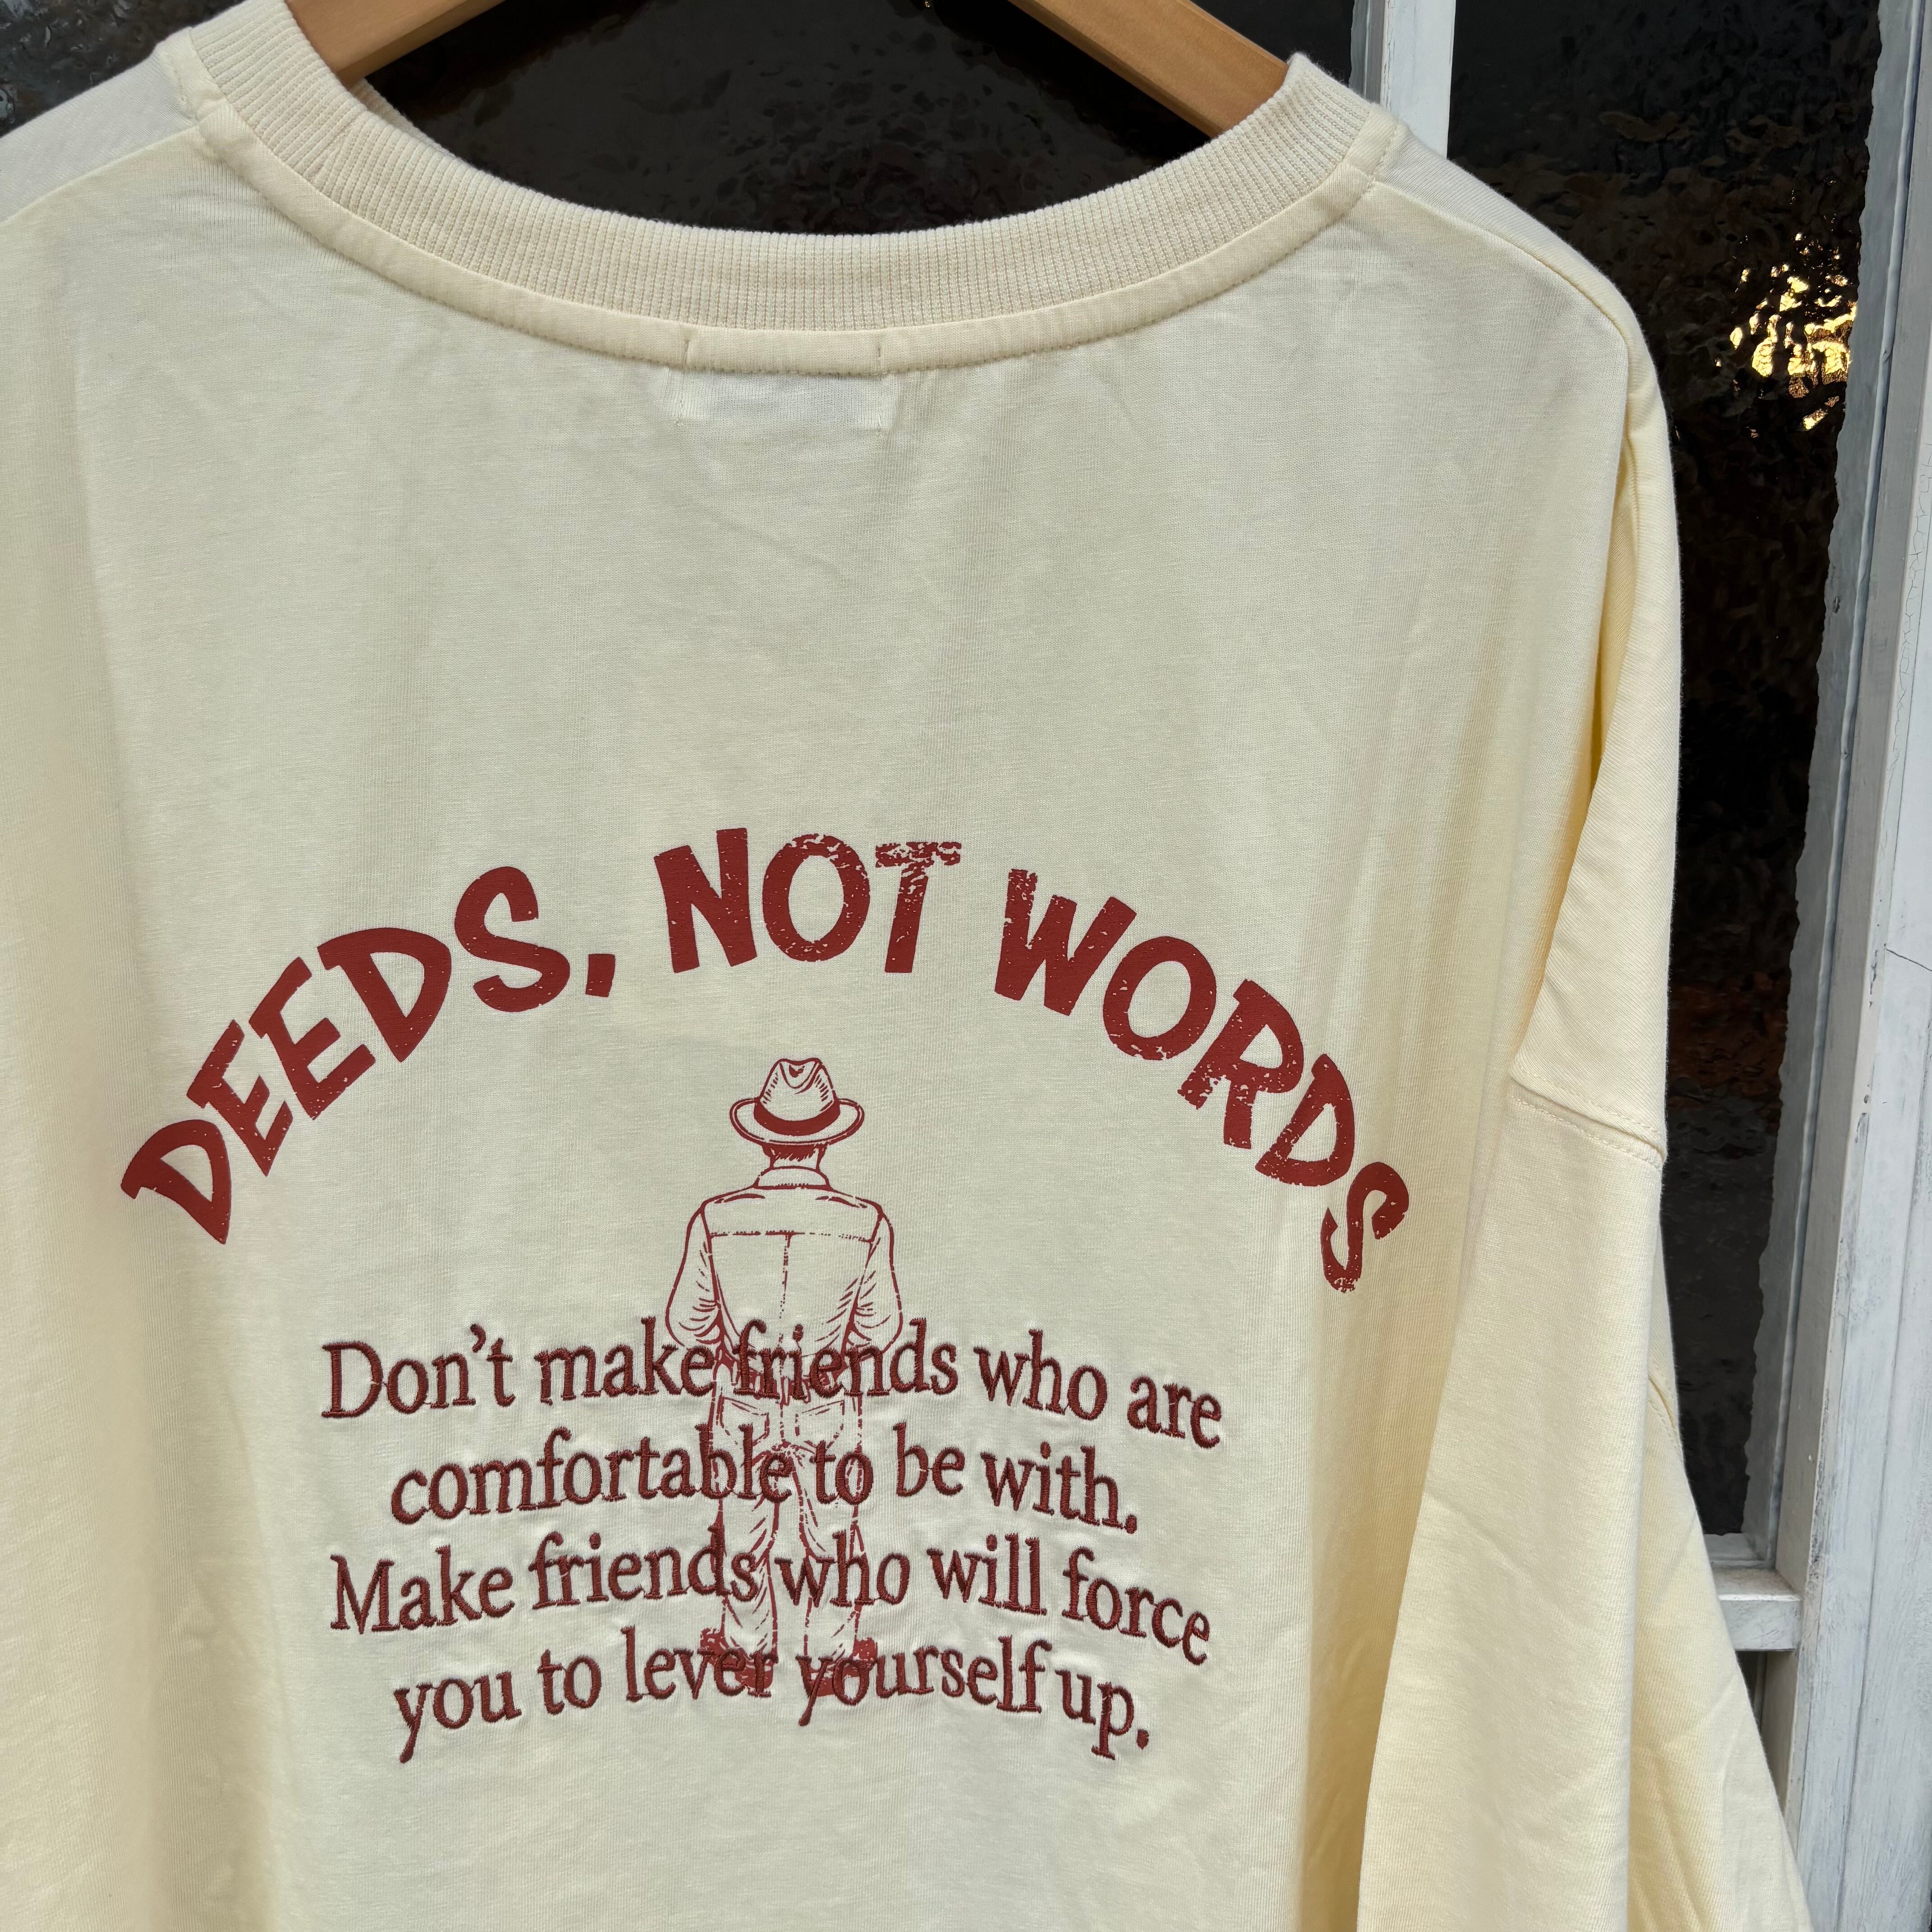 DEEDS, NOT WORDS
Don't make friends who are
comfortable to be with.
Make friends who will force
you to lever yourself up.